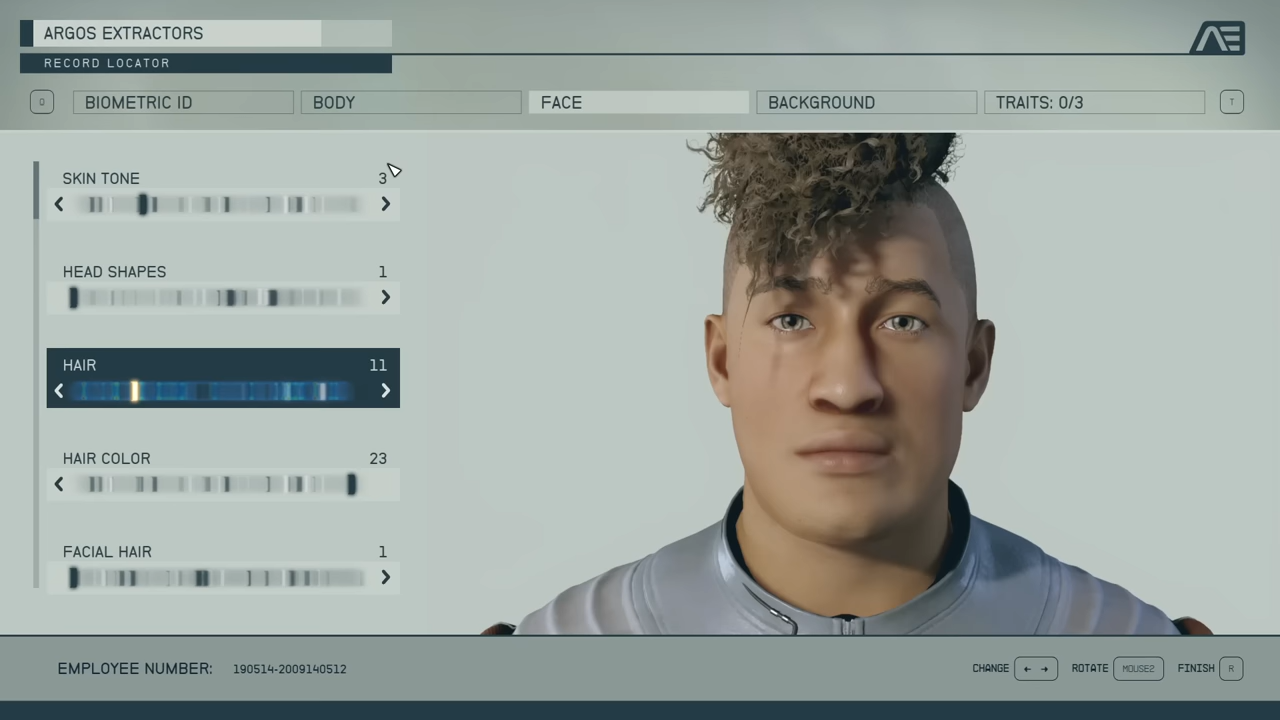 ARGOS EXTRACTORS
RECORD LOCATOR
Q BIOMETRIC ID BODY FACE BACKGROUND TRAITS: 0/3 T
SKIN TONE 3
HEAD SHAPES 1
HAIR 11
HAIR COLOR 23
FACIAL HAIR 1
EMPLOYEE NUMBER: 190514-2009140512 CHANGE ROTATE MOUSE2 FINISH R